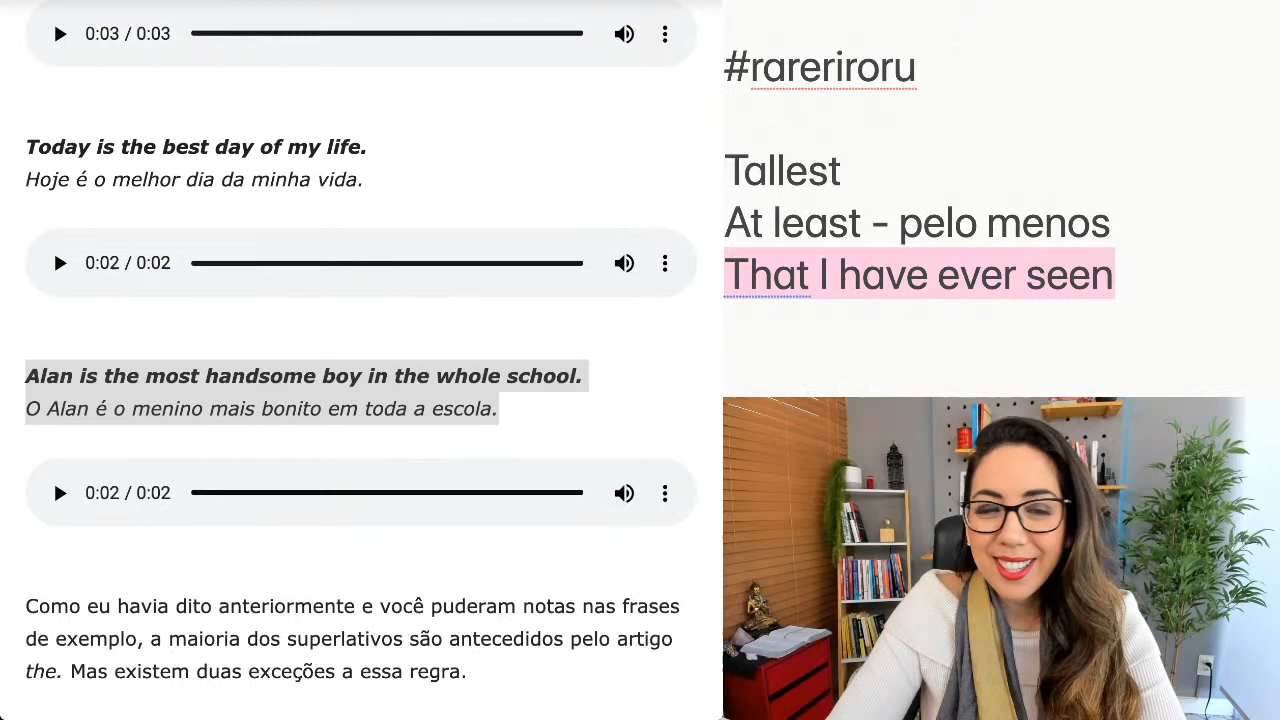 0:03 / 0:03
Today is the best day of my life.
Hoje é o melhor dia da minha vida.
0:02 / 0:02
Alan is the most handsome boy in the whole school.
O Alan é o menino mais bonito em toda a escola.
0:02 / 0:02
Como eu havia dito anteriormente e você puderam notas nas frases
de exemplo, a maioria dos superlativos são antecedidos pelo artigo
the. Mas existem duas exceções a essa regra.
#rareriroru
Tallest
At least - pelo menos
That I have ever seen